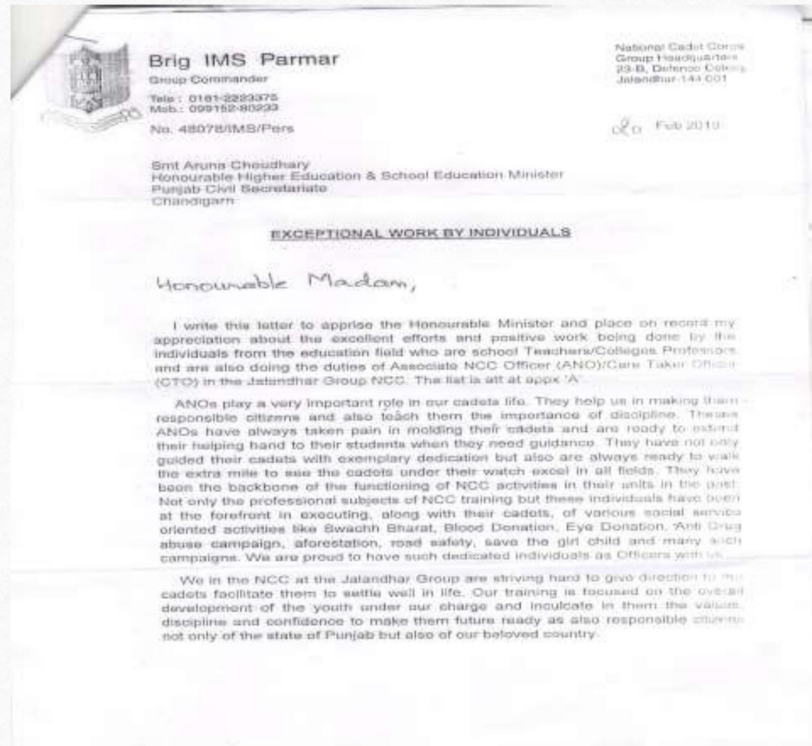 Brig IMS Parmar
Group Commander
Tele : 0181-2223375
Mob.: 099152-80233
No. 48078/IMS/Pers
National Cadet Corps
Group Headquarters
23-B, Defence Colony
Jalandhar-144 001
20 Feb 2019
Smt Aruna Choudhary
Honourable Higher Education & School Education Minister
Punjab Civil Secretariate
Chandigarh
EXCEPTIONAL WORK BY INDIVIDUALS
Honourable Madam,
I write this letter to apprise the Honourable Minister and place on record my
appreciation about the excellent efforts and positive work being done by the
individuals from the education field who are school Teachers/Colleges Professors
and are also doing the duties of Associate NCC Officer (ANO)/Care Taker Officer
(CTO) in the Jalandhar Group NCC. The list is att at appx 'A'.
ANOs play a very important role in our cadets life. They help us in making them
responsible citizens and also teach them the importance of discipline. Theses
ANOs have always taken pain in molding their cadets and are ready to extend
their helping hand to their students when they need guidance. They have not only
guided their cadets with exemplary dedication but also are always ready to walk
the extra mile to see the cadets under their watch excel in all fields. They have
been the backbone of the functioning of NCC activities in their units in the past.
Not only the professional subjects of NCC training but these individuals have been
at the forefront in executing, along with their cadets, of various social service
oriented activities like Swachh Bharat, Blood Donation, Eye Donation, Anti Drug
abuse campaign, aforestation, road safety, save the girl child and many such
campaigns. We are proud to have such dedicated individuals as Officers with us.
We in the NCC at the Jalandhar Group are striving hard to give direction to
cadets facilitate them to settle well in life. Our training is focused on the overall
development of the youth under our charge and inculcate in them the values,
discipline and confidence to make them future ready as also responsible citizens
not only of the state of Punjab but also of our beloved country.